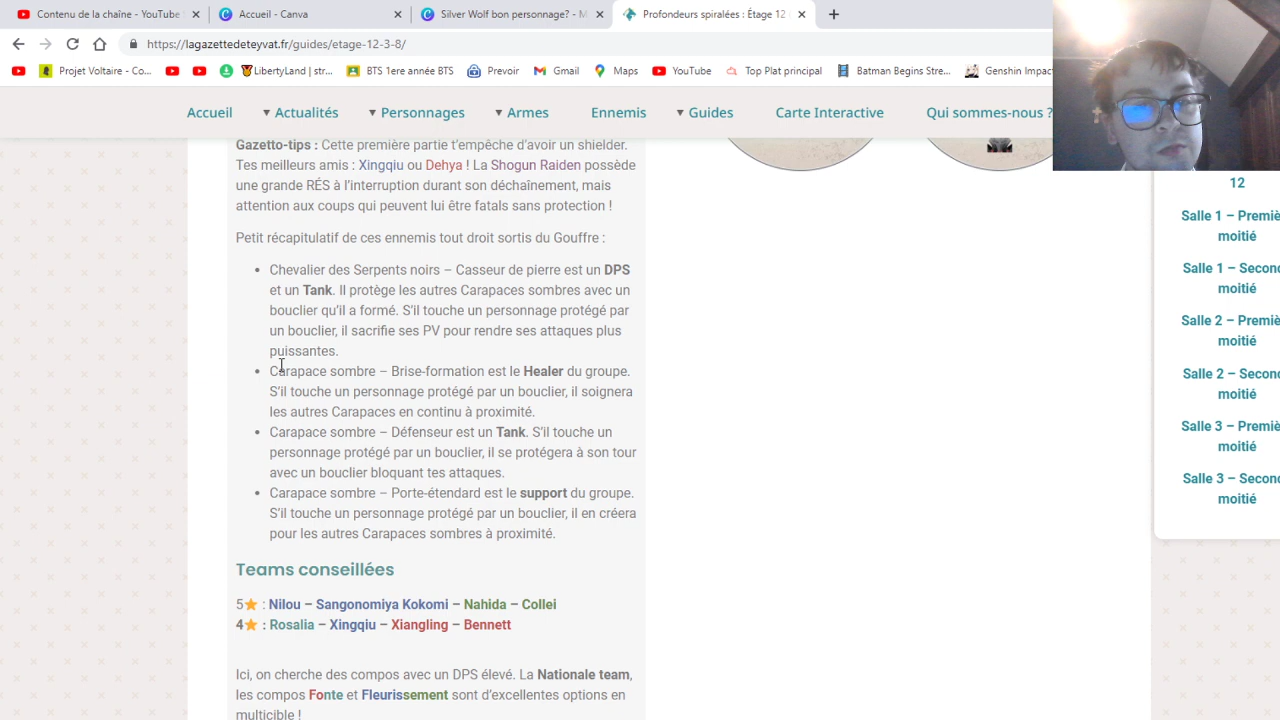 Contenu de la chaîne - YouTube
Accueil - Canva
Silver Wolf bon personnage? - M
Profondeurs spiralées : Étage 12
https://lagazettedeteyvat.fr/guides/etage-12-3-8/
Projet Voltaire - Co...
LibertyLand | str...
BTS 1ere année BTS
Prevoir
Gmail
Maps
YouTube
Top Plat principal
Batman Begins Stre...
Genshin Impact
Accueil
Actualités
Personnages
Armes
Ennemis
Guides
Carte Interactive
Qui sommes-nous ?
Gazetto-tips : Cette première partie t'empêche d'avoir un shielder.
Tes meilleurs amis : Xingqiu ou Dehya ! La Shogun Raiden possède
une grande RÉS à l'interruption durant son déchaînement, mais
attention aux coups qui peuvent lui être fatals sans protection !
Petit récapitulatif de ces ennemis tout droit sortis du Gouffre :
• Chevalier des Serpents noirs – Casseur de pierre est un DPS
et un Tank. Il protège les autres Carapaces sombres avec un
bouclier qu'il a formé. S'il touche un personnage protégé par
un bouclier, il sacrifie ses PV pour rendre ses attaques plus
puissantes.
• Carapace sombre – Brise-formation est le Healer du groupe.
S'il touche un personnage protégé par un bouclier, il soignera
les autres Carapaces en continu à proximité.
• Carapace sombre – Défenseur est un Tank. S'il touche un
personnage protégé par un bouclier, il se protégera à son tour
avec un bouclier bloquant tes attaques.
• Carapace sombre – Porte-étendard est le support du groupe.
S'il touche un personnage protégé par un bouclier, il en créera
pour les autres Carapaces sombres à proximité.
Teams conseillées
5⭐ : Nilou – Sangonomiya Kokomi – Nahida – Collei
4⭐ : Rosalia – Xingqiu – Xiangling – Bennett
Ici, on cherche des compos avec un DPS élevé. La Nationale team,
les compos Fonte et Fleurissement sont d'excellentes options en
multicible !
12
Salle 1 – Premiè
moitié
Salle 1 – Second
moitié
Salle 2 – Premiè
moitié
Salle 2 – Second
moitié
Salle 3 – Premiè
moitié
Salle 3 – Second
moitié